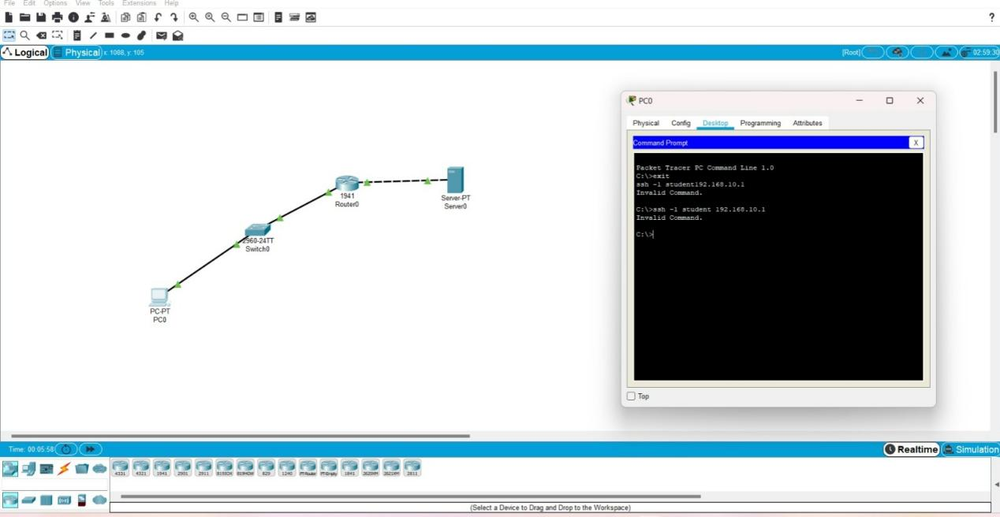 File Edit Options View Tools Extensions Help
?
Logical Physical x: 1088, y: 105 [Root] 02:59:30
PC0
Physical Config Desktop Programming Attributes
Command Prompt X
Packet Tracer PC Command Line 1.0
C:\>exit
ssh -l student192.168.10.1
Invalid Command.
C:\>ssh -l student 192.168.10.1
Invalid Command.
C:\>
Top
1941
Router0
Server-PT
Server0
2960-24TT
Switch0
PC-PT
PC0
Time: 00:05:58 Realtime Simulation
4331 4321 1941 2901 2911 819IOX 819HGW 829 1240 PT-Router PT-Empty 1841 2620XM 2621XM 2811
(Select a Device to Drag and Drop to the Workspace)